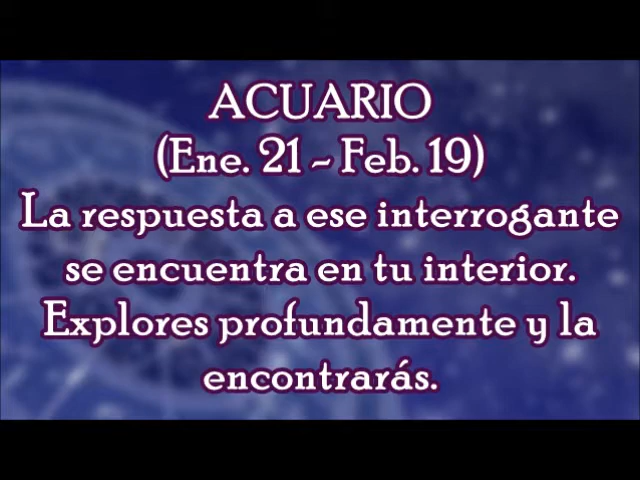 ACUARIO
(Ene. 21 - Feb. 19)
La respuesta a ese interrogante
se encuentra en tu interior.
Explores profundamente y la
encontrarás.